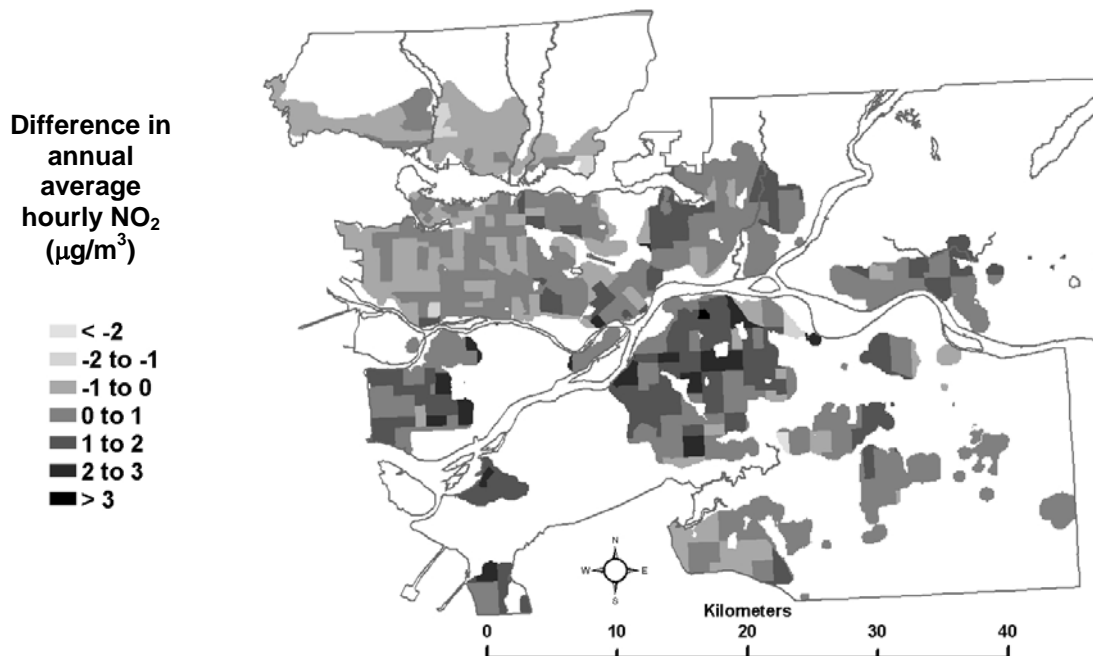 Difference in
annual
average
hourly NO₂
(μg/m³)
< -2
-2 to -1
-1 to 0
0 to 1
1 to 2
2 to 3
> 3
N
W E
S
Kilometers
0 10 20 30 40